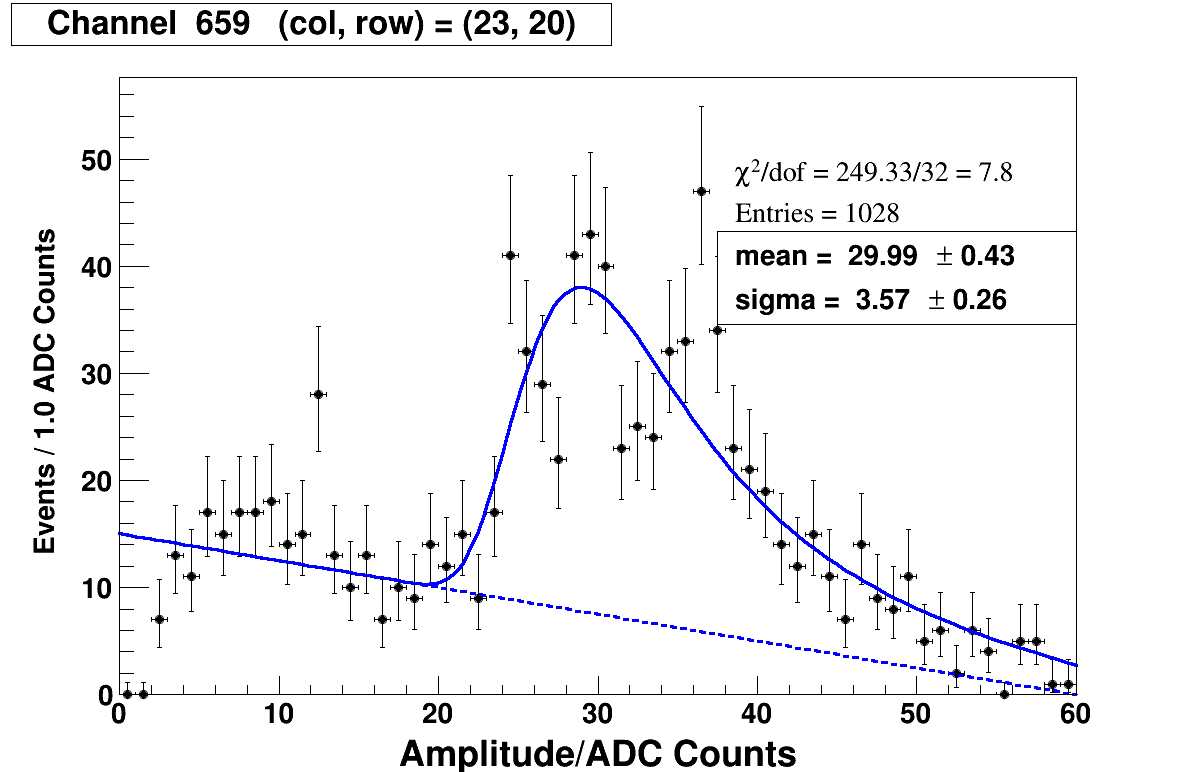 Channel 659 (col, row) = (23, 20)
χ²/dof = 249.33/32 = 7.8
Entries = 1028
mean = 29.99 ± 0.43
sigma = 3.57 ± 0.26
Events / 1.0 ADC Counts
50
40
30
20
10
0
0 10 20 30 40 50 60
Amplitude/ADC Counts